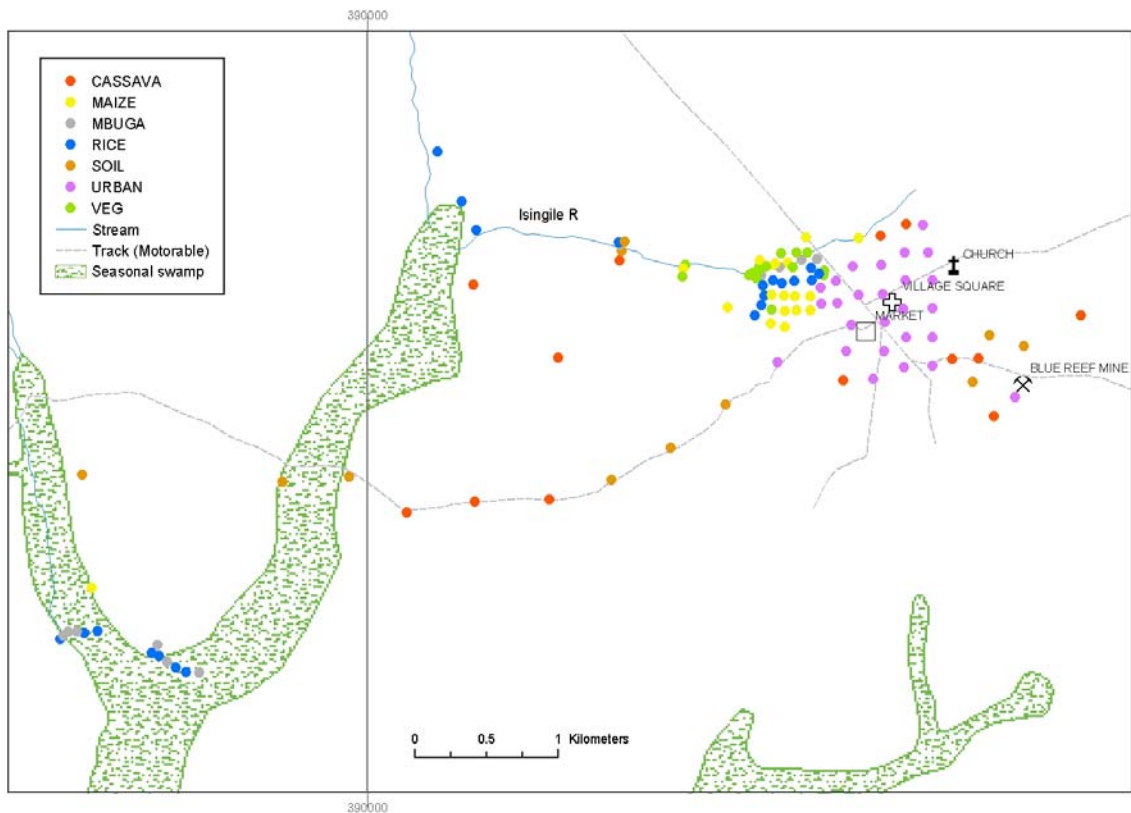 390000
CASSAVA
MAIZE
MBUGA
RICE
SOIL
URBAN
VEG
Stream
Track (Motorable)
Seasonal swamp
Isingile R
CHURCH
VILLAGE SQUARE
MARKET
BLUE REEF MINE
0 0.5 1 Kilometers
390000